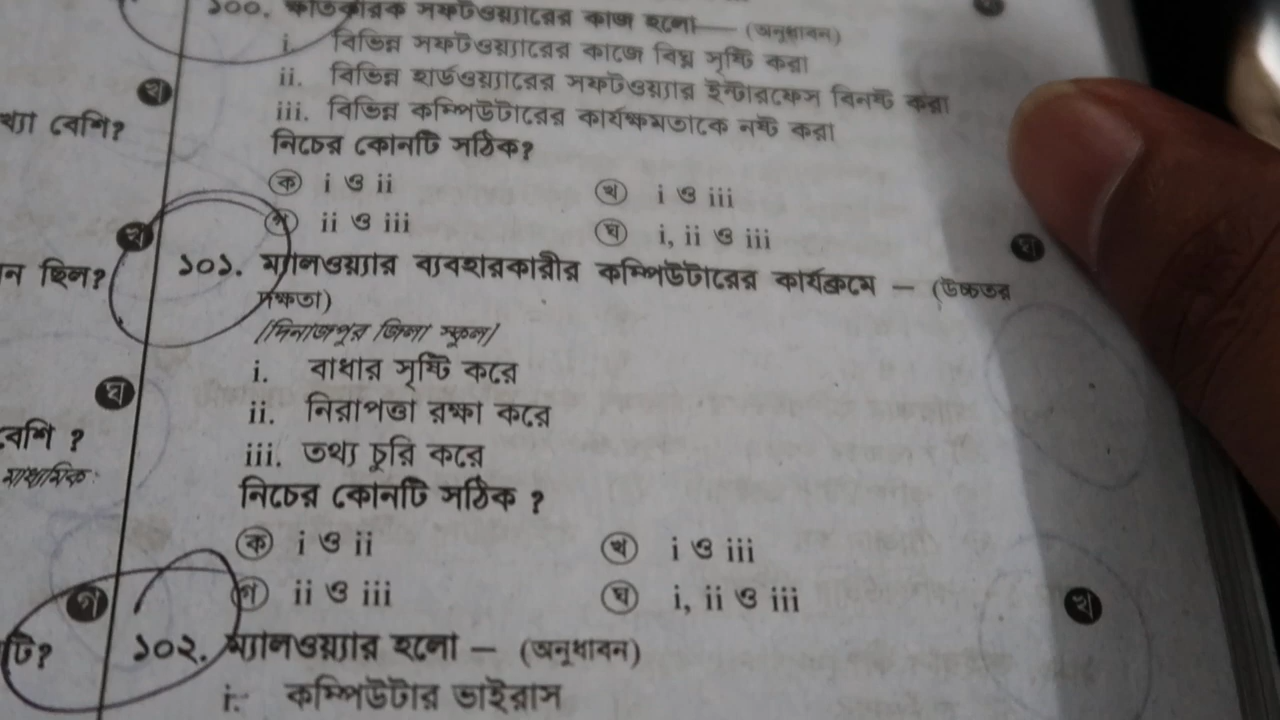 থ্যা বেশি?
ন ছিল?
বেশি ?
মাধ্যমিক
টি?
১০০. ক্ষতিকারক সফটওয়্যারের কাজ হলো— (অনুধাবন)
i. বিভিন্ন সফটওয়্যারের কাজে বিঘ্ন সৃষ্টি করা
ii. বিভিন্ন হার্ডওয়্যারের সফটওয়্যার ইন্টারফেস বিনষ্ট করা
iii. বিভিন্ন কম্পিউটারের কার্যক্ষমতাকে নষ্ট করা
নিচের কোনটি সঠিক?
ক i ও ii খ i ও iii
গ ii ও iii ঘ i, ii ও iii ঘ
১০১. ম্যালওয়্যার ব্যবহারকারীর কম্পিউটারের কার্যক্রমে — (উচ্চতর
দক্ষতা)
[দিনাজপুর জিলা স্কুল]
i. বাধার সৃষ্টি করে
ii. নিরাপত্তা রক্ষা করে
iii. তথ্য চুরি করে
নিচের কোনটি সঠিক ?
ক i ও ii খ i ও iii
গ ii ও iii ঘ i, ii ও iii খ
১০২. ম্যালওয়্যার হলো — (অনুধাবন)
i. কম্পিউটার ভাইরাস